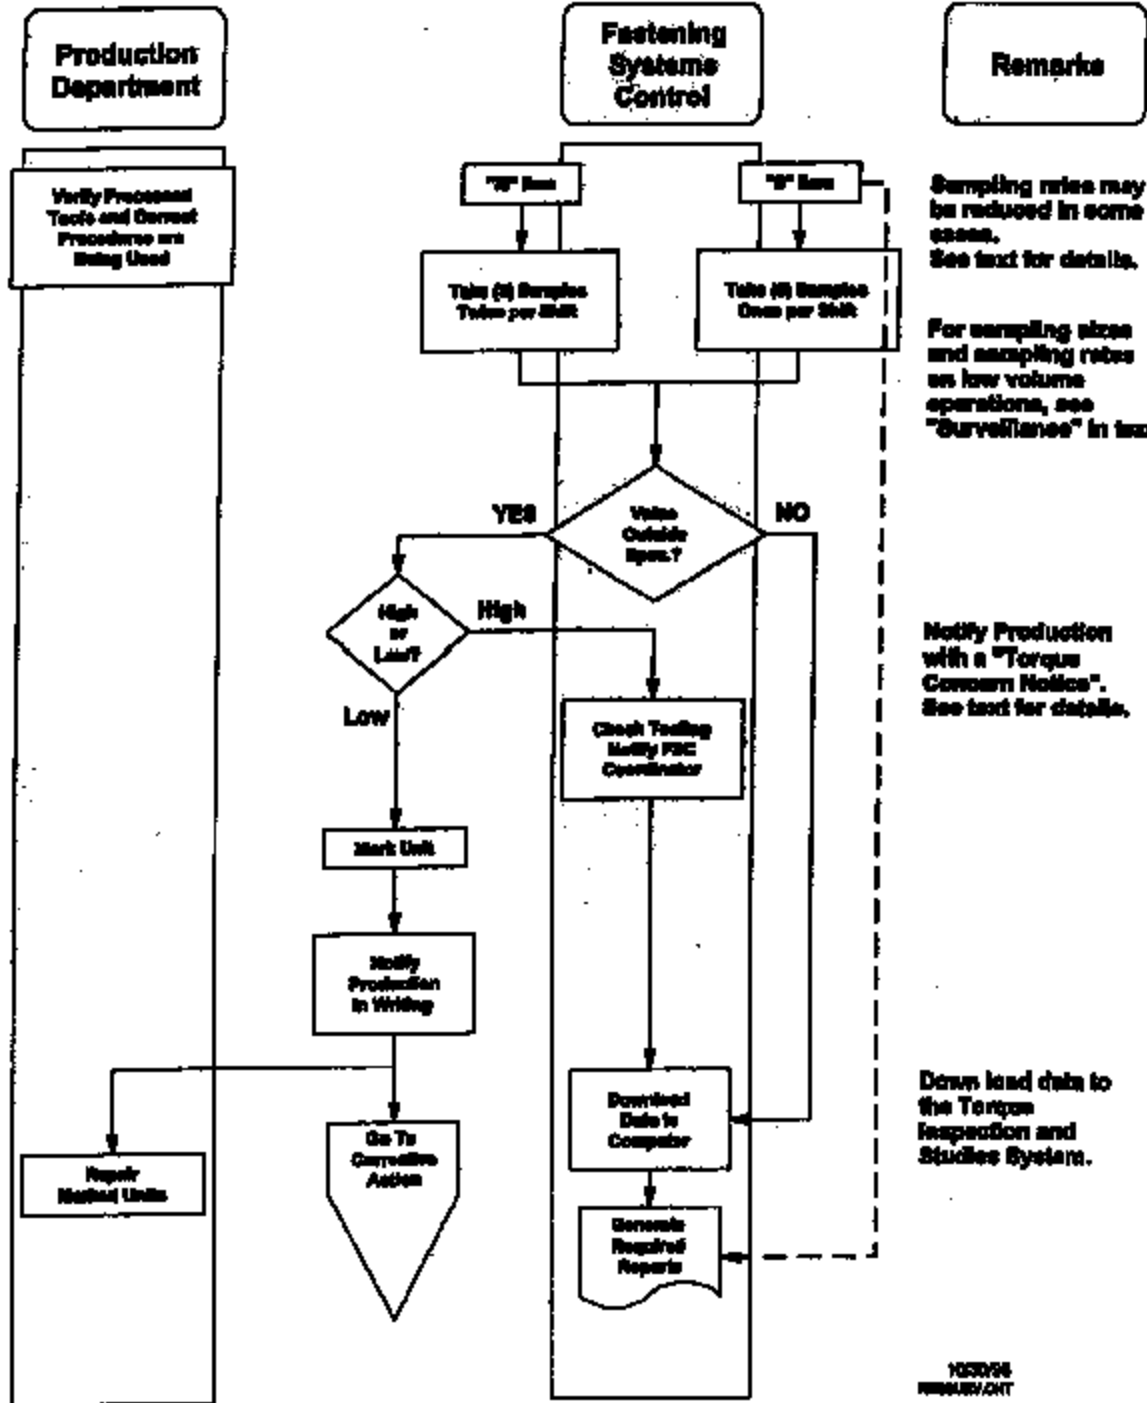 Production
Department
Fastening
Systems
Control
Remarks
Verify Processed
Tools and Correct
Procedures are
Being Used
Take Samples
Twice per Shift
Take Samples
Once per Shift
Sampling rates may
be reduced in some
cases.
See text for details.
For sampling sizes
and sampling rates
on low volume
operations, see
"Surveillance" in tex
YES
Value
Outside
Spec.?
NO
High
or
Low?
High
Low
Notify Production
with a "Torque
Concern Notice".
See text for details.
Check Tooling
Notify FSC
Coordinator
Mark Unit
Notify
Production
In Writing
Download
Data to
Computer
Down load data to
the Torque
Inspection and
Studies System.
Go To
Corrective
Action
Repair
Marked Units
Generate
Required
Reports